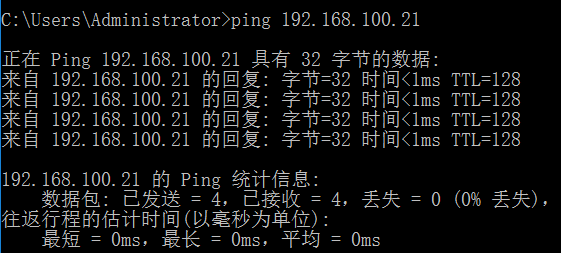 C:\Users\Administrator>ping 192.168.100.21
正在 Ping 192.168.100.21 具有 32 字节的数据:
来自 192.168.100.21 的回复: 字节=32 时间<1ms TTL=128
来自 192.168.100.21 的回复: 字节=32 时间<1ms TTL=128
来自 192.168.100.21 的回复: 字节=32 时间<1ms TTL=128
来自 192.168.100.21 的回复: 字节=32 时间<1ms TTL=128
192.168.100.21 的 Ping 统计信息:
数据包: 已发送 = 4，已接收 = 4，丢失 = 0 (0% 丢失)，
往返行程的估计时间(以毫秒为单位):
最短 = 0ms，最长 = 0ms，平均 = 0ms